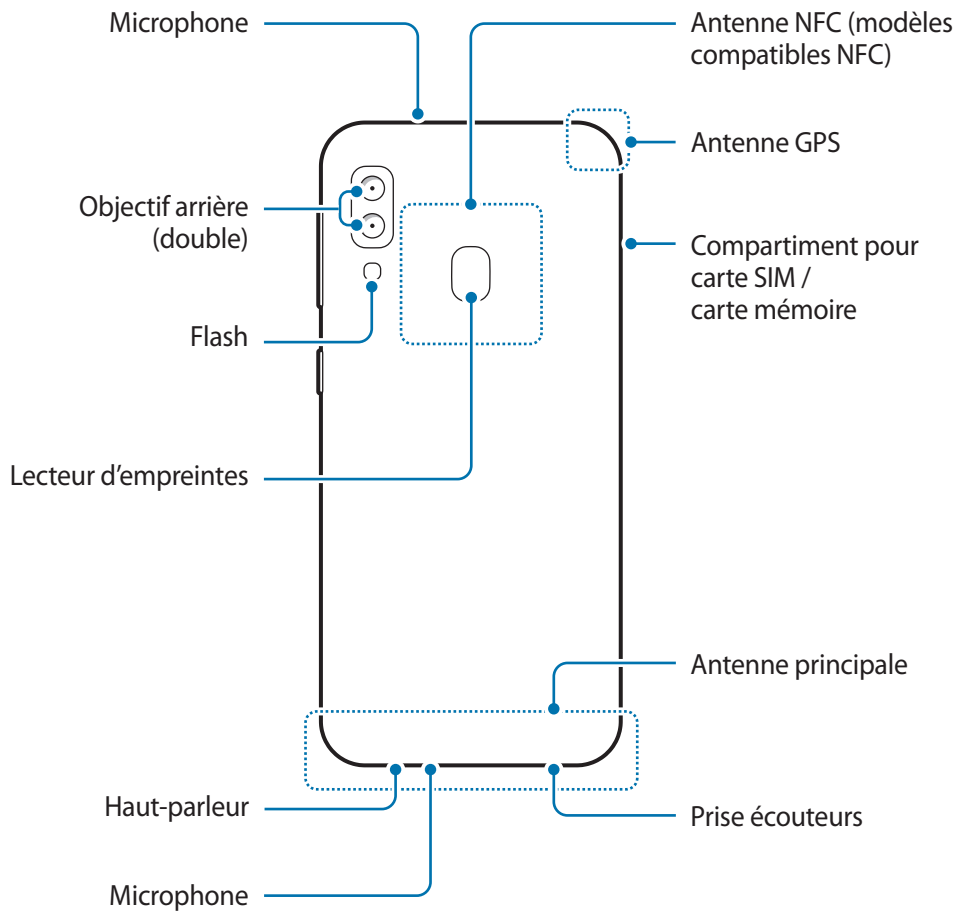 Microphone
Antenne NFC (modèles
compatibles NFC)
Antenne GPS
Objectif arrière
(double)
Compartiment pour
carte SIM /
carte mémoire
Flash
Lecteur d’empreintes
Antenne principale
Haut-parleur
Prise écouteurs
Microphone